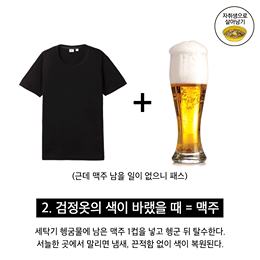 자취생으로
살아남기
+
(근데 맥주 남을 일이 없으니 패스)
2. 검정옷의 색이 바랬을 때 = 맥주
세탁기 헹굼물에 남은 맥주 1컵을 넣고 헹군 뒤 탈수한다.
서늘한 곳에서 말리면 냄새, 끈적함 없이 색이 복원된다.